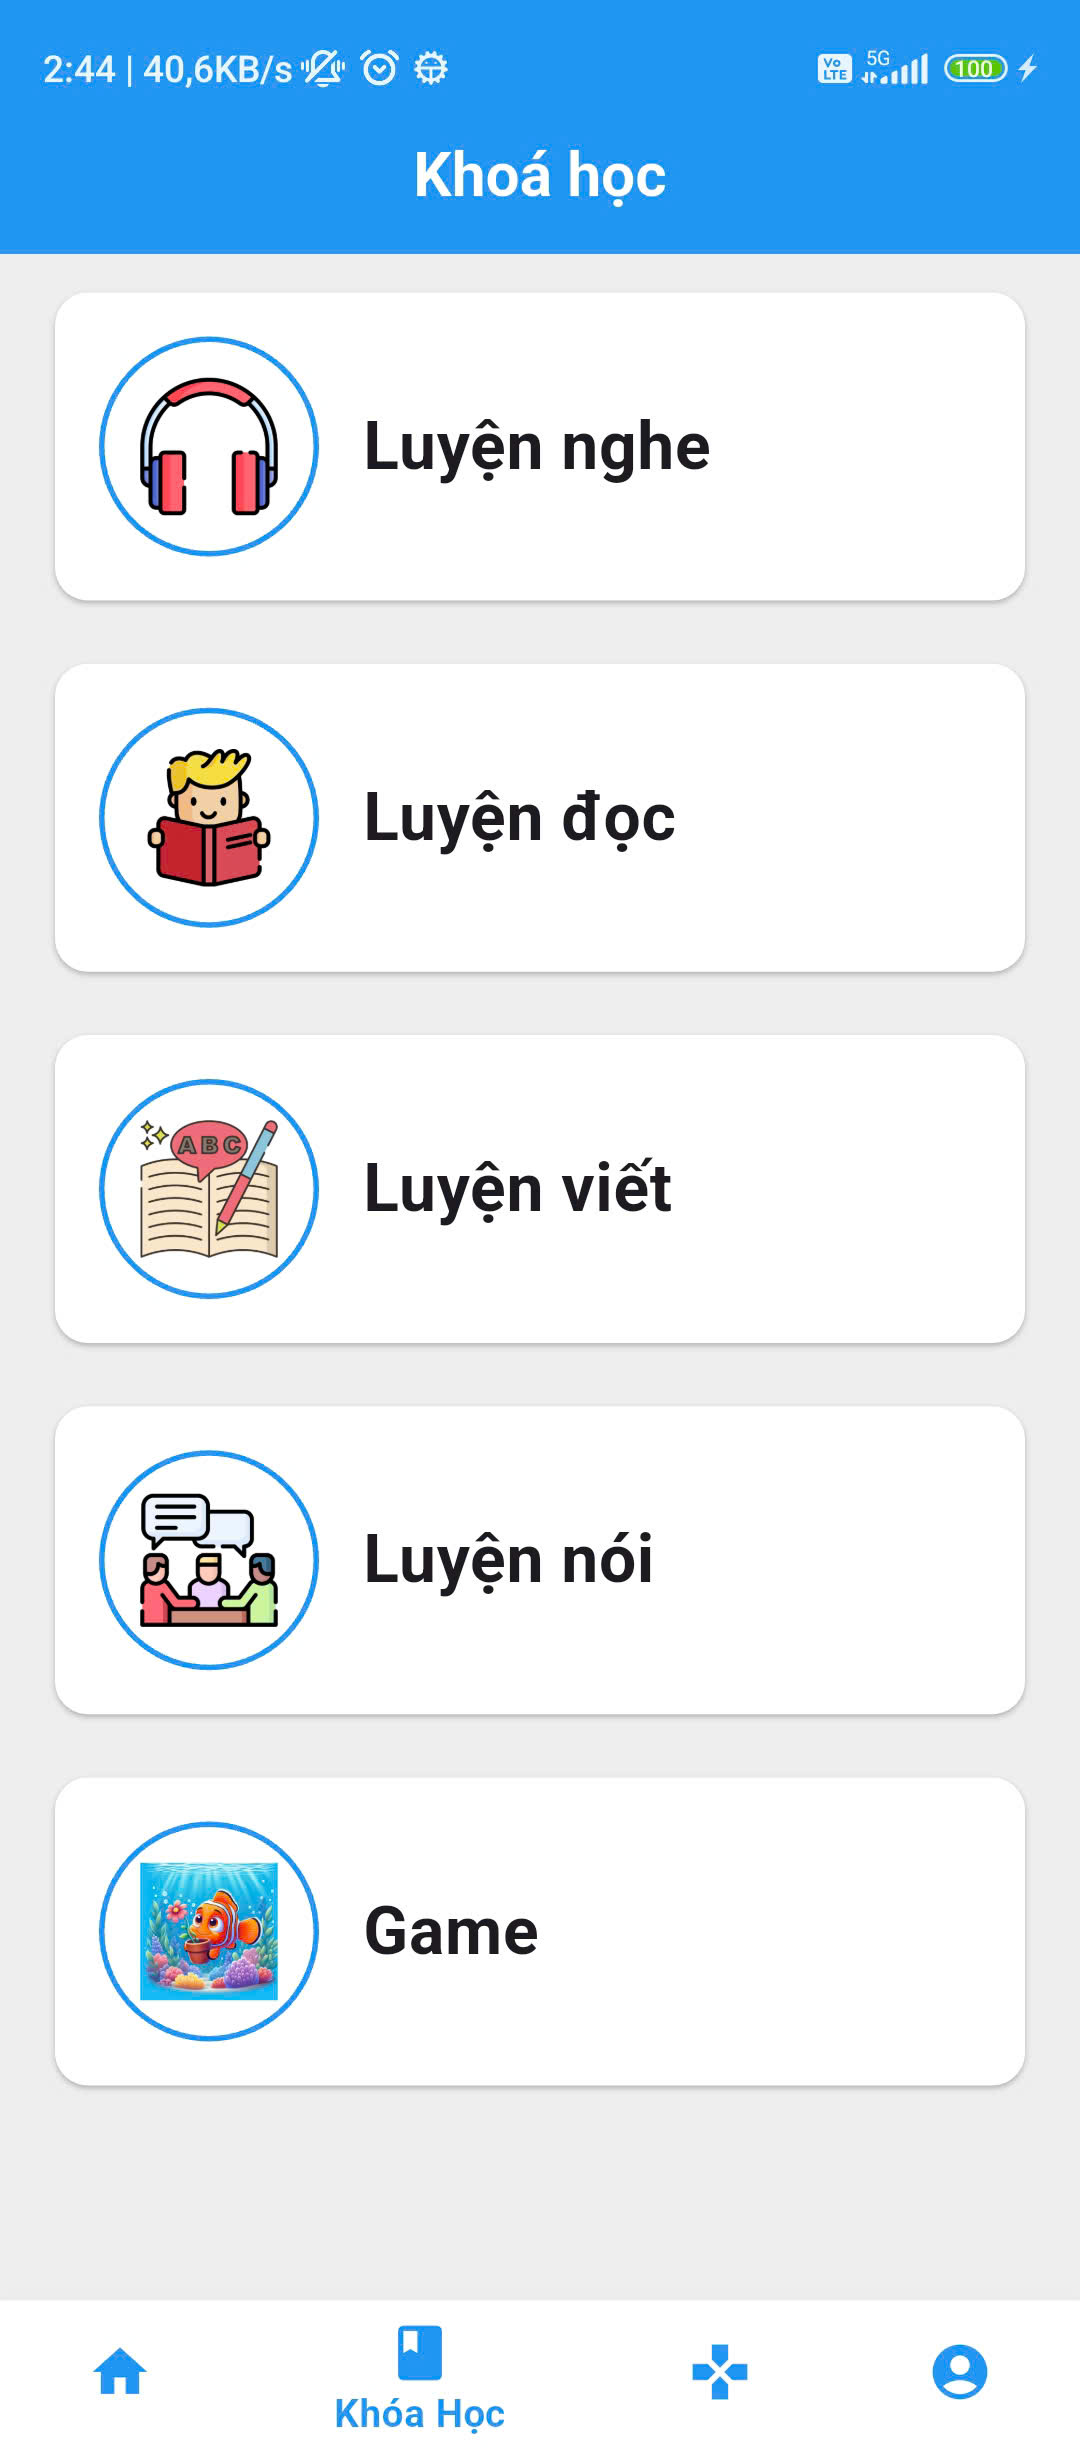 2:44 | 40,6KB/s Vo LTE 5G 100
Khoá học
Luyện nghe
Luyện đọc
ABC
Luyện viết
Luyện nói
Game
Khóa Học